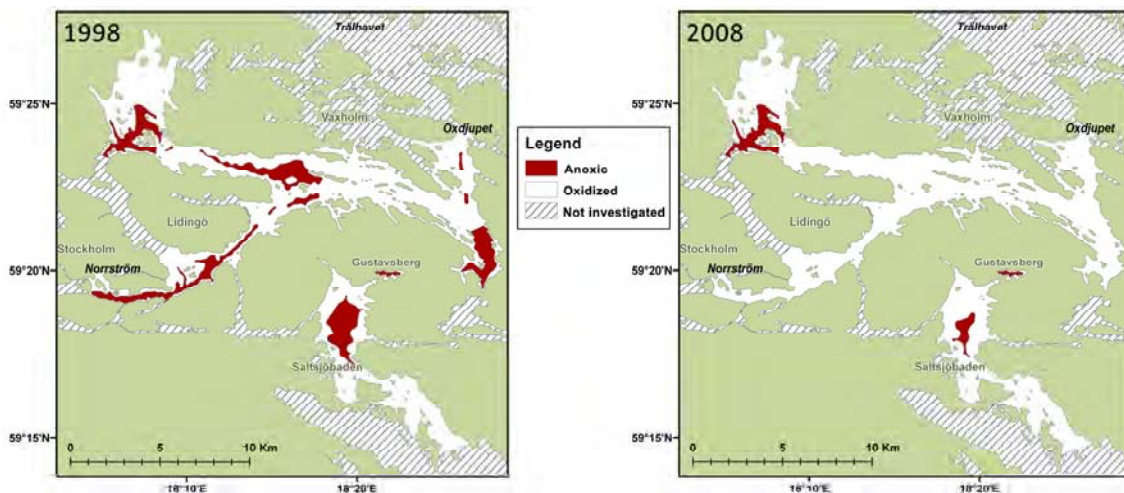 1998
Trälhavet
59°25'N
Vaxholm
Oxdjupet
Lidingö
Stockholm
59°20'N
Norrström
Gustavsberg
Saltsjöbaden
59°15'N
0 5 10 Km
18°10'E 18°20'E
Legend
Anoxic
Oxidized
Not investigated
2008
Trälhavet
59°25'N
Vaxholm
Oxdjupet
Lidingö
Stockholm
59°20'N
Norrström
Gustavsberg
Saltsjöbaden
59°15'N
0 5 10 Km
18°10'E 18°20'E